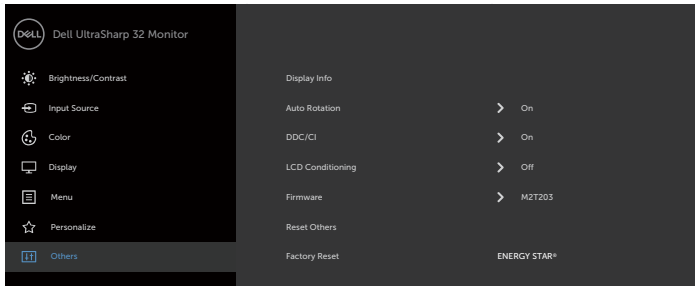 DELL Dell UltraSharp 32 Monitor
Brightness/Contrast Display Info
Input Source Auto Rotation On
Color DDC/CI On
Display LCD Conditioning Off
Menu Firmware M2T203
Personalize Reset Others
Others Factory Reset ENERGY STAR®